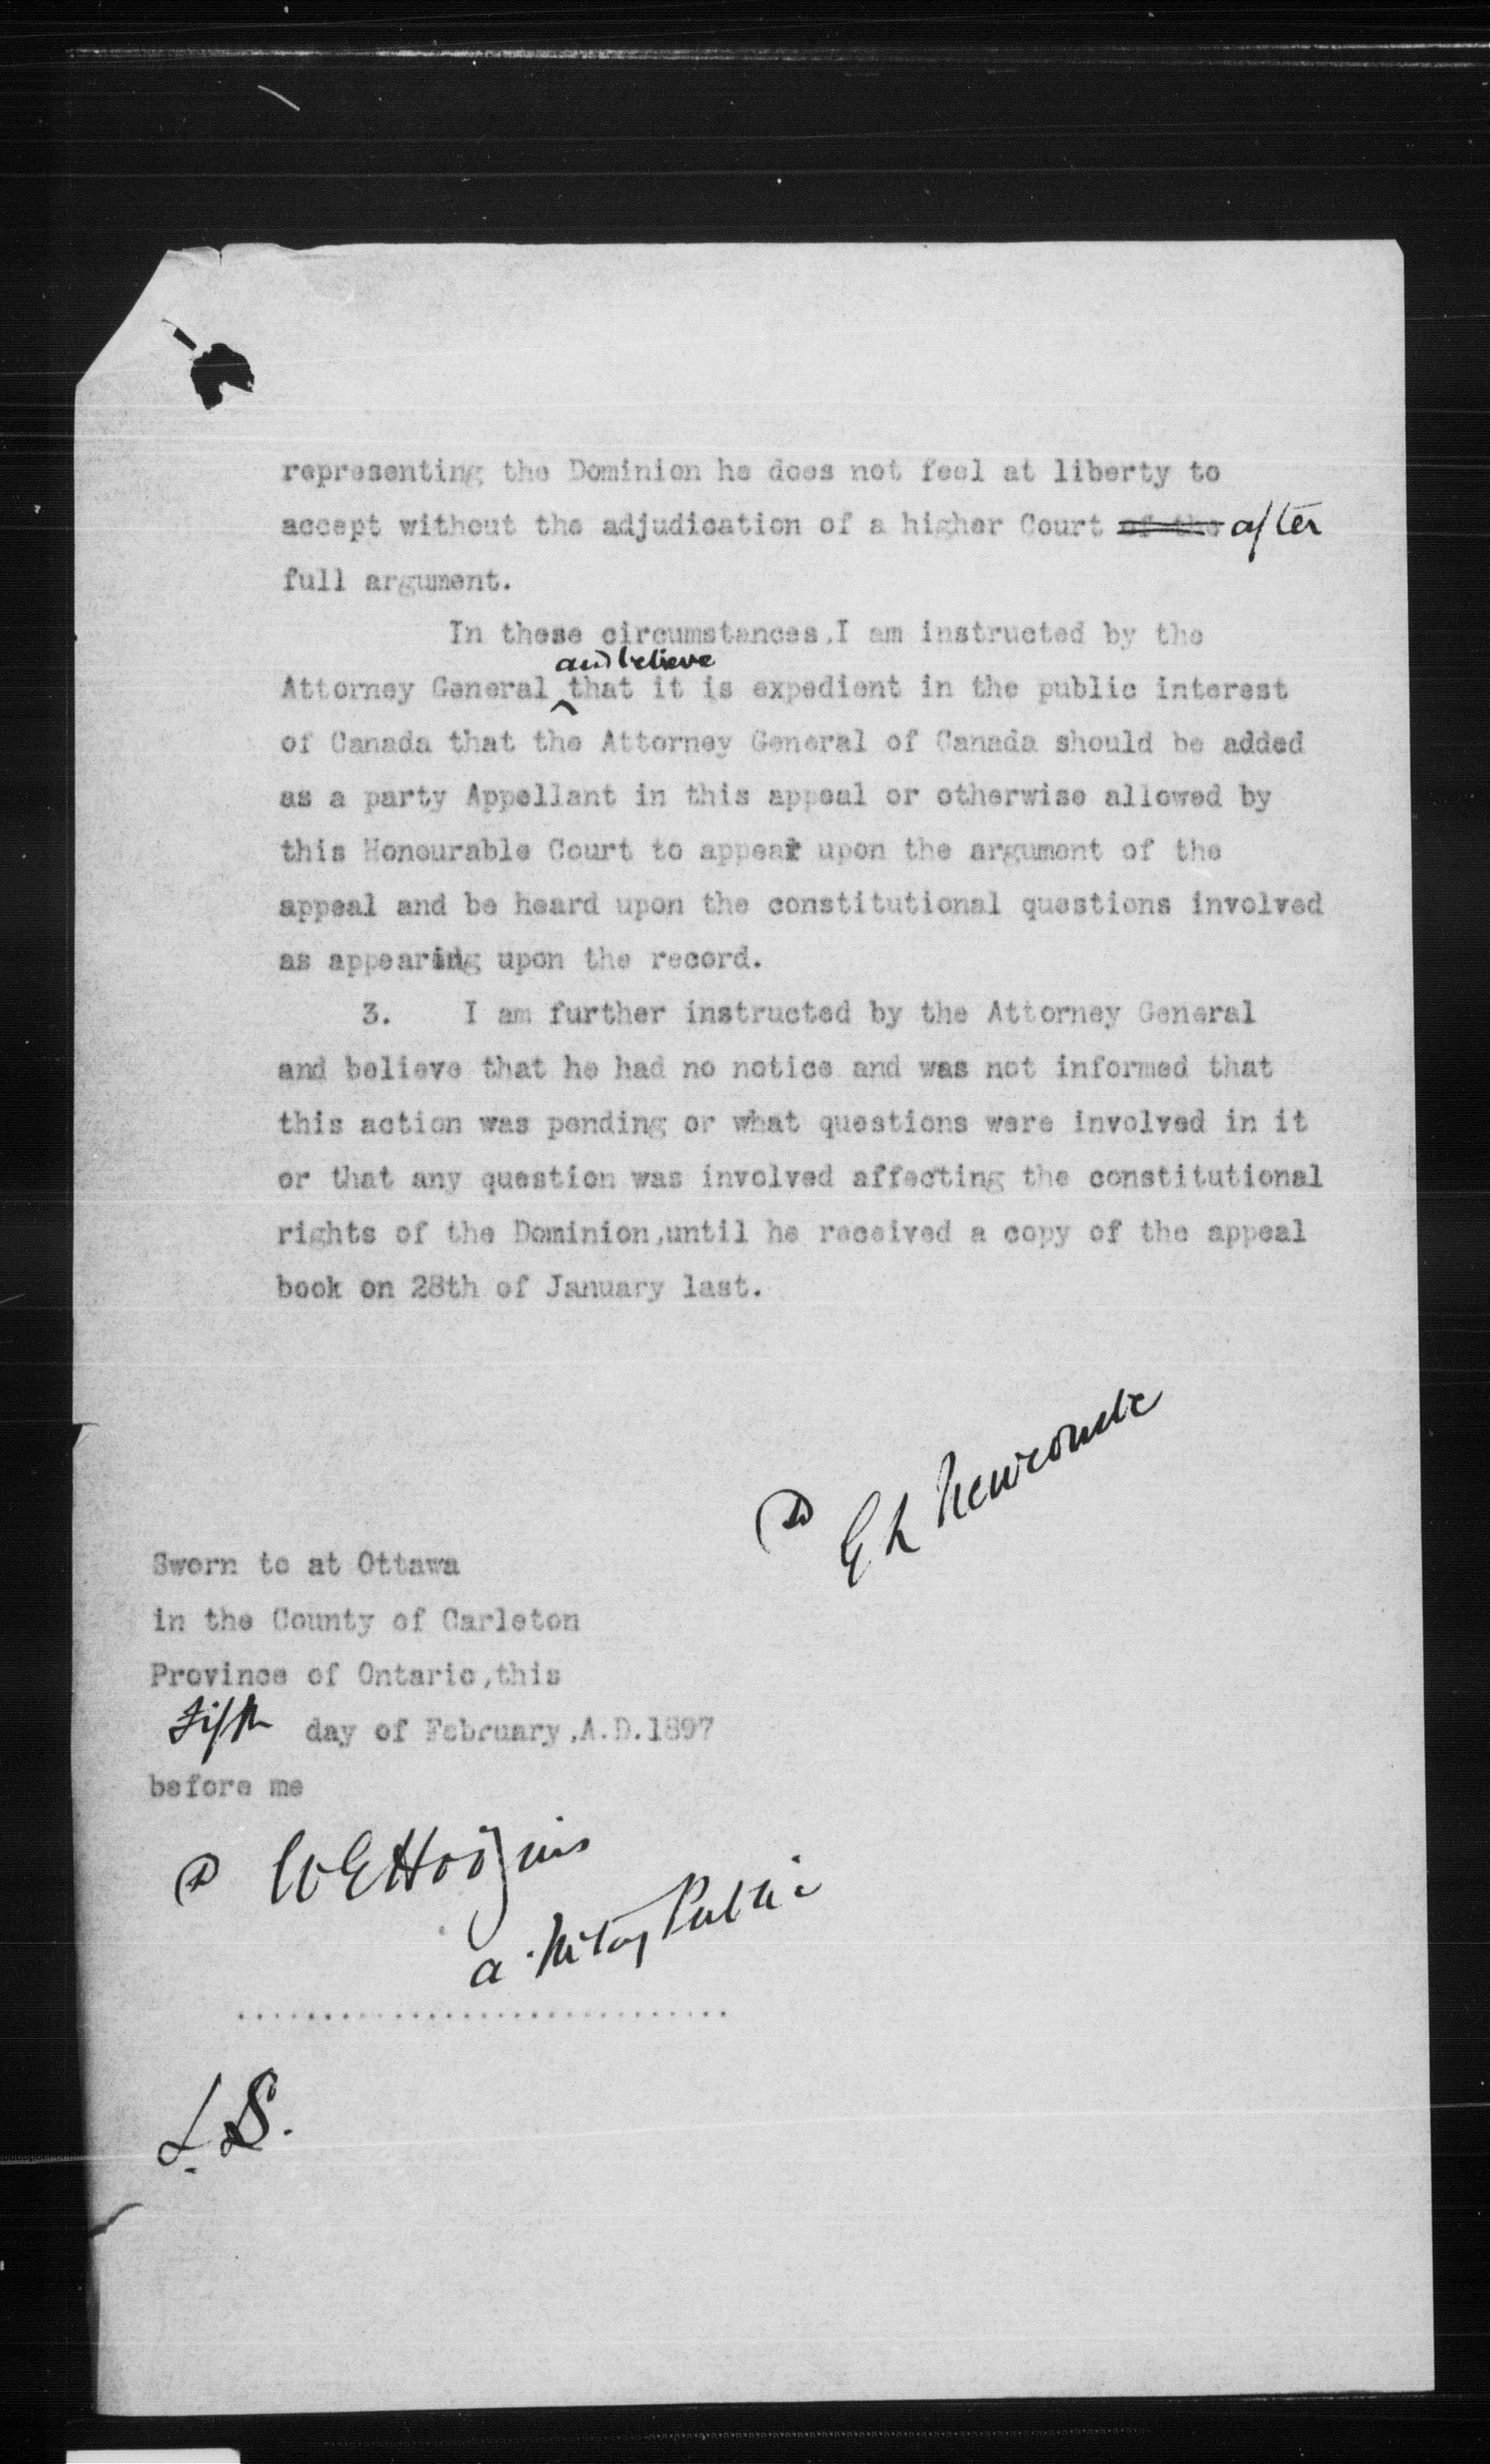 representing the Dominion he does not feel at liberty to
accept without the adjudication of a higher Court of the after
full argument.
In these circumstances,I am instructed by the
and believe
Attorney General that it is expedient in the public interest
of Canada that the Attorney General of Canada should be added
as a party Appellant in this appeal or otherwise allowed by
this Honourable Court to appear upon the argument of the
appeal and be heard upon the constitutional questions involved
as appearing upon the record.
3. I am further instructed by the Attorney General
and believe that he had no notice and was not informed that
this action was pending or what questions were involved in it
or that any question was involved affecting the constitutional
rights of the Dominion,until he received a copy of the appeal
book on 28th of January last.
E L Newcombe
Sworn to at Ottawa
in the County of Carleton
Province of Ontario,this
Fifth day of February,A.D.1897
before me
W E Hodgins
a Notary Public
..............................
L.S.